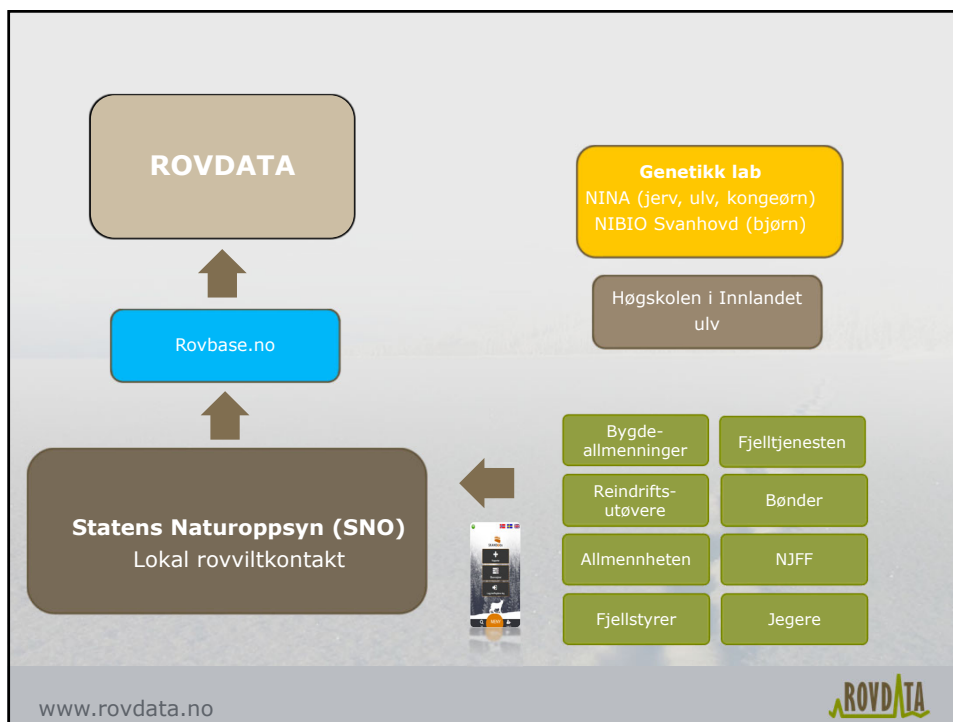 ROVDATA
Genetikk lab
NINA (jerv, ulv, kongeørn)
NIBIO Svanhovd (bjørn)
Høgskolen i Innlandet
ulv
Rovbase.no
Bygde-
allmenninger
Fjelltjenesten
Reindrifts-
utøvere
Bønder
Statens Naturoppsyn (SNO)
Lokal rovviltkontakt
Allmennheten
NJFF
Fjellstyrer
Jegere
MENY
www.rovdata.no
ROVDATA